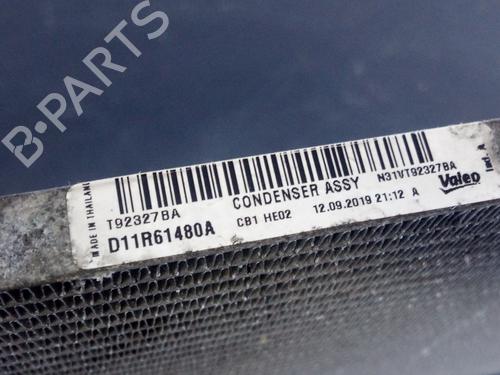 B-PARTS
MADE IN THAILAND
T92327BA
CONDENSER ASSY
N31VT92327BA
D11R61480A
CB1 HE02
12.09.2019 21:12 A
Valeo
Ind. A